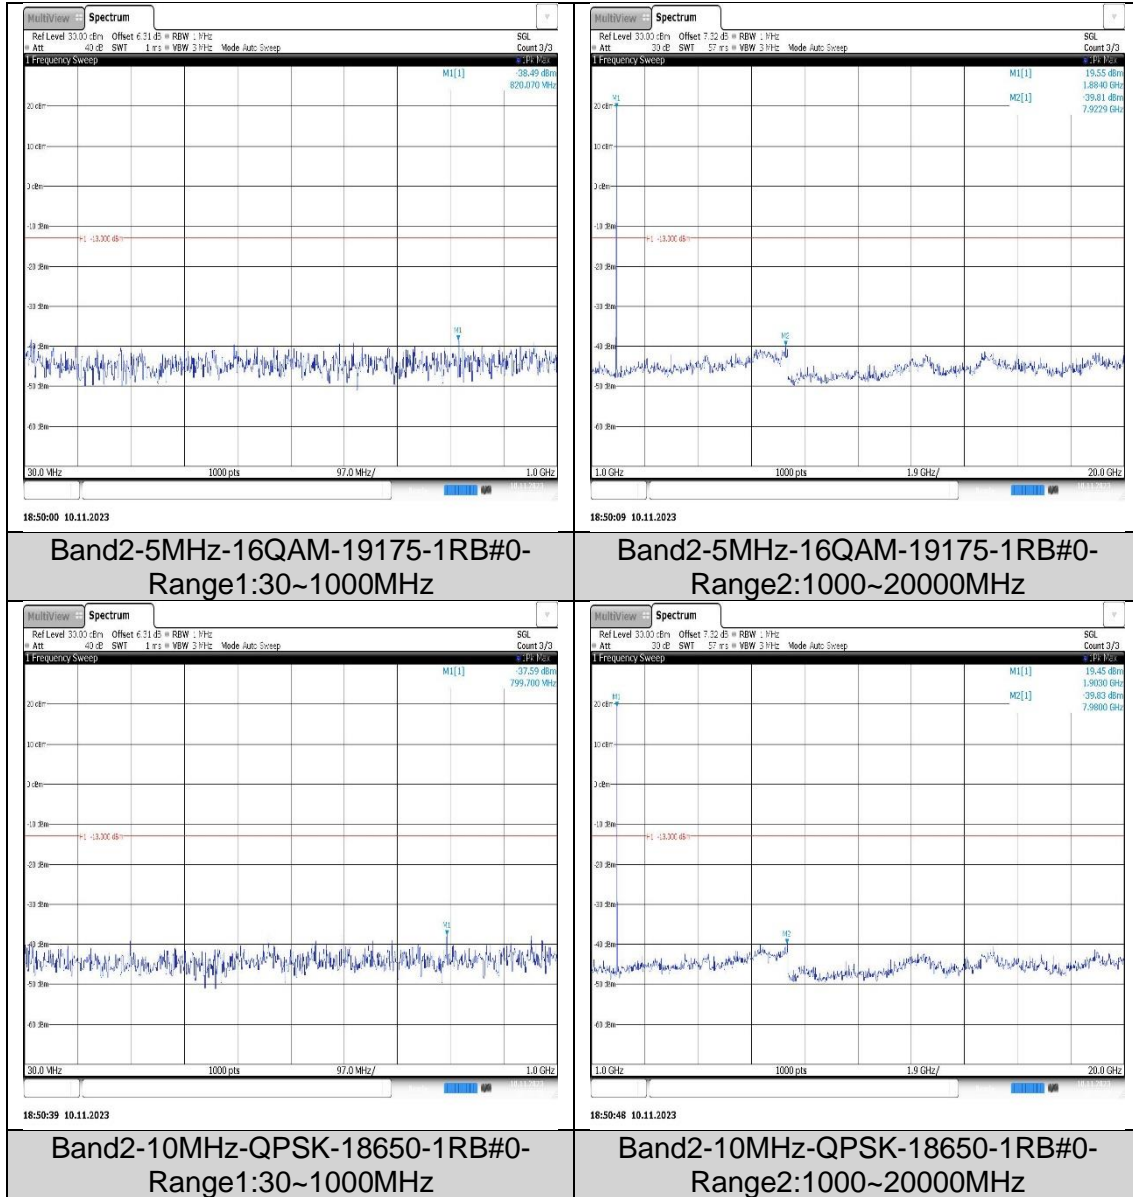 MultiView Spectrum
Ref Level 30.00 dBm Offset 6.31 dB RBW 1 MHz SGL
Att 40 dB SWT 1 ms VBW 3 MHz Mode Auto Sweep Count 3/3
1 Frequency Sweep 1Pk Max
M1[1] -38.49 dBm
820.070 MHz
20 dBm
10 dBm
0 dBm
-10 dBm
H1 -13.000 dBm
-20 dBm
-30 dBm
M1
-40 dBm
-50 dBm
-60 dBm
30.0 MHz 1000 pts 97.0 MHz/ 1.0 GHz
18:50:00 10.11.2023
MultiView Spectrum
Ref Level 30.00 dBm Offset 7.32 dB RBW 1 MHz SGL
Att 30 dB SWT 57 ms VBW 3 MHz Mode Auto Sweep Count 3/3
1 Frequency Sweep 1Pk Max
M1[1] 19.55 dBm
1.8840 GHz
M2[1] -39.81 dBm
7.9229 GHz
M1
20 dBm
10 dBm
0 dBm
-10 dBm
H1 -13.000 dBm
-20 dBm
-30 dBm
M2
-40 dBm
-50 dBm
-60 dBm
1.0 GHz 1000 pts 1.9 GHz/ 20.0 GHz
18:50:09 10.11.2023
Band2-5MHz-16QAM-19175-1RB#0-
Range1:30~1000MHz
Band2-5MHz-16QAM-19175-1RB#0-
Range2:1000~20000MHz
MultiView Spectrum
Ref Level 30.00 dBm Offset 6.31 dB RBW 1 MHz SGL
Att 40 dB SWT 1 ms VBW 3 MHz Mode Auto Sweep Count 3/3
1 Frequency Sweep 1Pk Max
M1[1] -37.59 dBm
799.700 MHz
20 dBm
10 dBm
0 dBm
-10 dBm
H1 -13.000 dBm
-20 dBm
-30 dBm
M1
-40 dBm
-50 dBm
-60 dBm
30.0 MHz 1000 pts 97.0 MHz/ 1.0 GHz
18:50:39 10.11.2023
MultiView Spectrum
Ref Level 30.00 dBm Offset 7.32 dB RBW 1 MHz SGL
Att 30 dB SWT 57 ms VBW 3 MHz Mode Auto Sweep Count 3/3
1 Frequency Sweep 1Pk Max
M1[1] 19.45 dBm
1.9030 GHz
M2[1] -39.83 dBm
7.9800 GHz
M1
20 dBm
10 dBm
0 dBm
-10 dBm
H1 -13.000 dBm
-20 dBm
-30 dBm
M2
-40 dBm
-50 dBm
-60 dBm
1.0 GHz 1000 pts 1.9 GHz/ 20.0 GHz
18:50:48 10.11.2023
Band2-10MHz-QPSK-18650-1RB#0-
Range1:30~1000MHz
Band2-10MHz-QPSK-18650-1RB#0-
Range2:1000~20000MHz